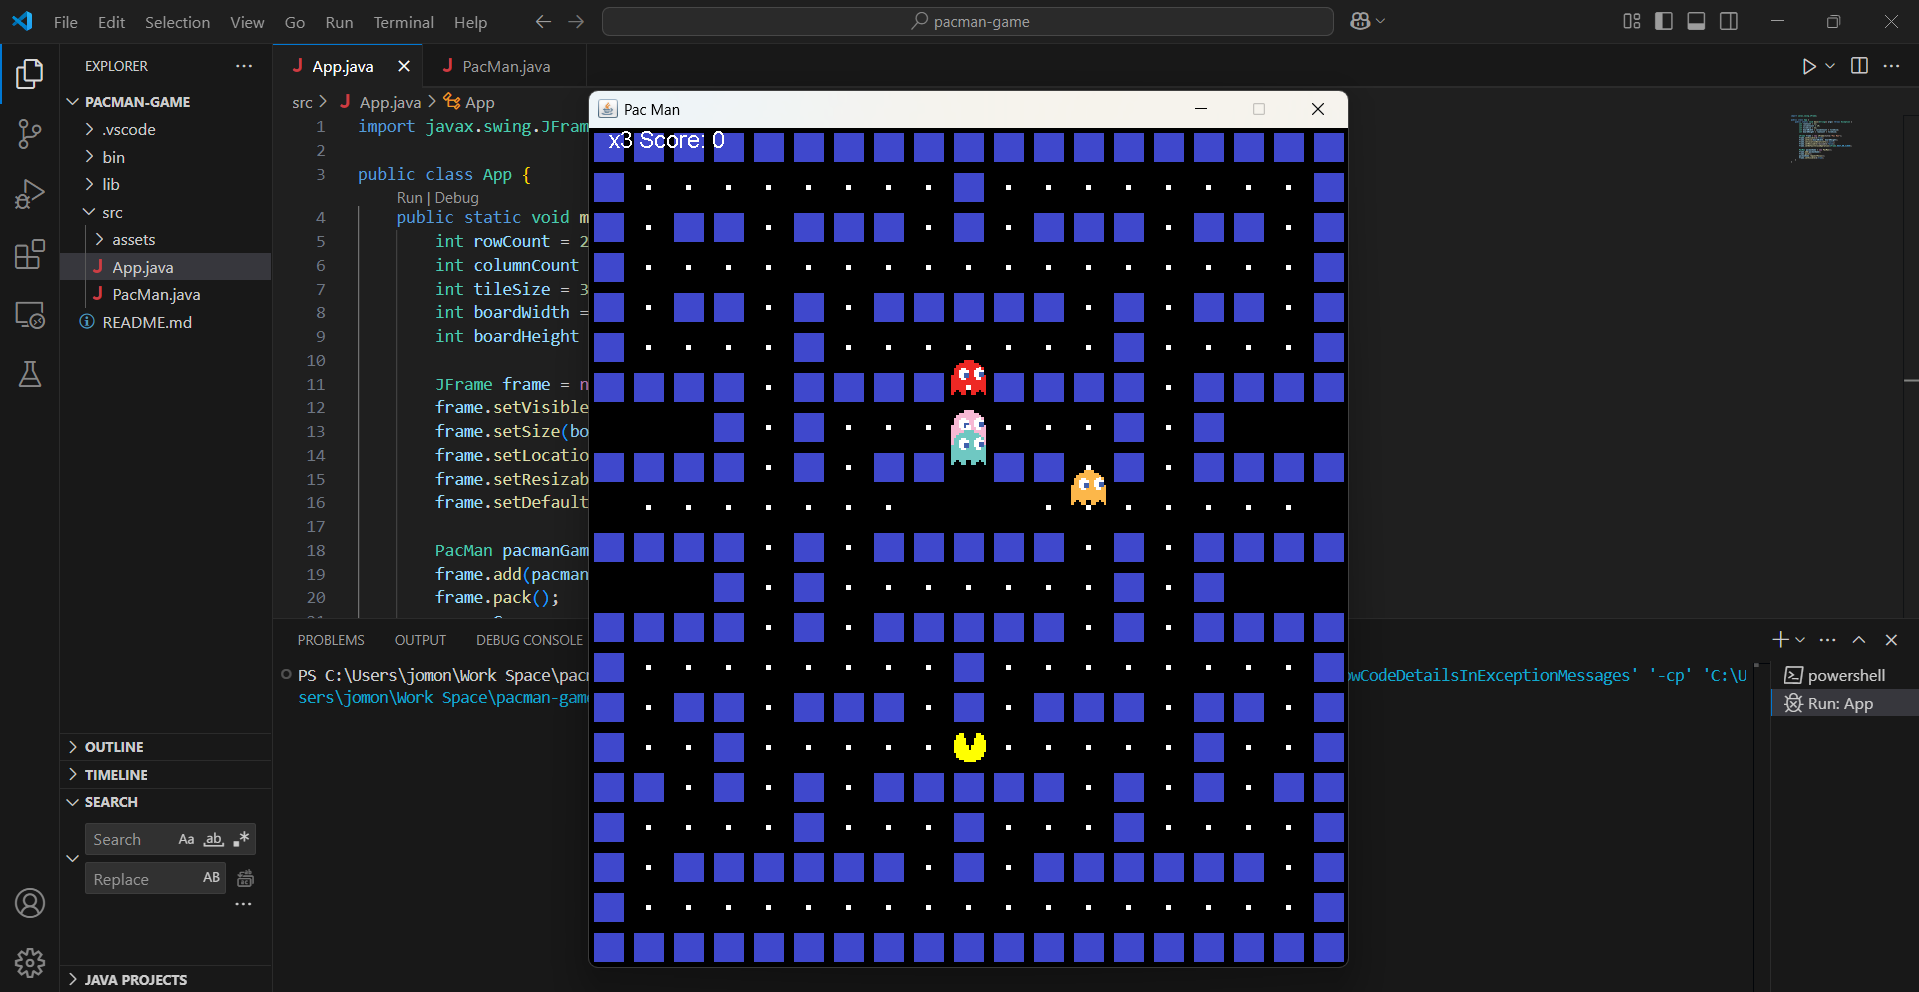 File Edit Selection View Go Run Terminal Help
pacman-game
EXPLORER
PACMAN-GAME
.vscode
bin
lib
src
assets
App.java
PacMan.java
README.md
OUTLINE
TIMELINE
SEARCH
Search Aa ab
Replace AB
JAVA PROJECTS
App.java PacMan.java
src > App.java > App
1 import javax.swing.JFram
2
3 public class App {
Run | Debug
4 public static void m
5 int rowCount = 2
6 int columnCount
7 int tileSize = 3
8 int boardWidth =
9 int boardHeight
10
11 JFrame frame = n
12 frame.setVisible
13 frame.setSize(bo
14 frame.setLocatio
15 frame.setResizab
16 frame.setDefault
17
18 PacMan pacmanGam
19 frame.add(pacman
20 frame.pack();
Pac Man
x3 Score: 0
PROBLEMS OUTPUT DEBUG CONSOLE
PS C:\Users\jomon\Work Space\pac owCodeDetailsInExceptionMessages' '-cp' 'C:\U
sers\jomon\Work Space\pacman-gam
powershell
Run: App